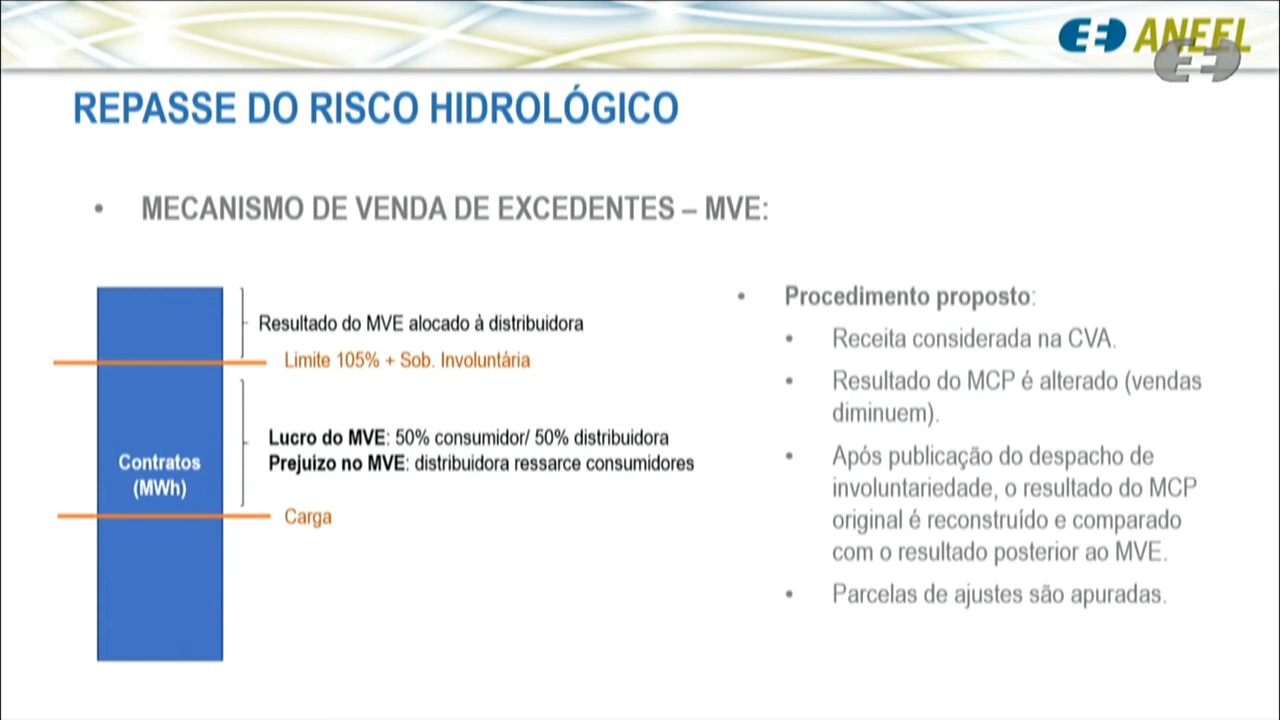 ANEEL
REPASSE DO RISCO HIDROLÓGICO
• MECANISMO DE VENDA DE EXCEDENTES – MVE:
Resultado do MVE alocado à distribuidora
Limite 105% + Sob. Involuntária
Lucro do MVE: 50% consumidor/ 50% distribuidora
Prejuizo no MVE: distribuidora ressarce consumidores
Contratos
(MWh)
Carga
• Procedimento proposto:
• Receita considerada na CVA.
• Resultado do MCP é alterado (vendas
diminuem).
• Após publicação do despacho de
involuntariedade, o resultado do MCP
original é reconstruído e comparado
com o resultado posterior ao MVE.
• Parcelas de ajustes são apuradas.